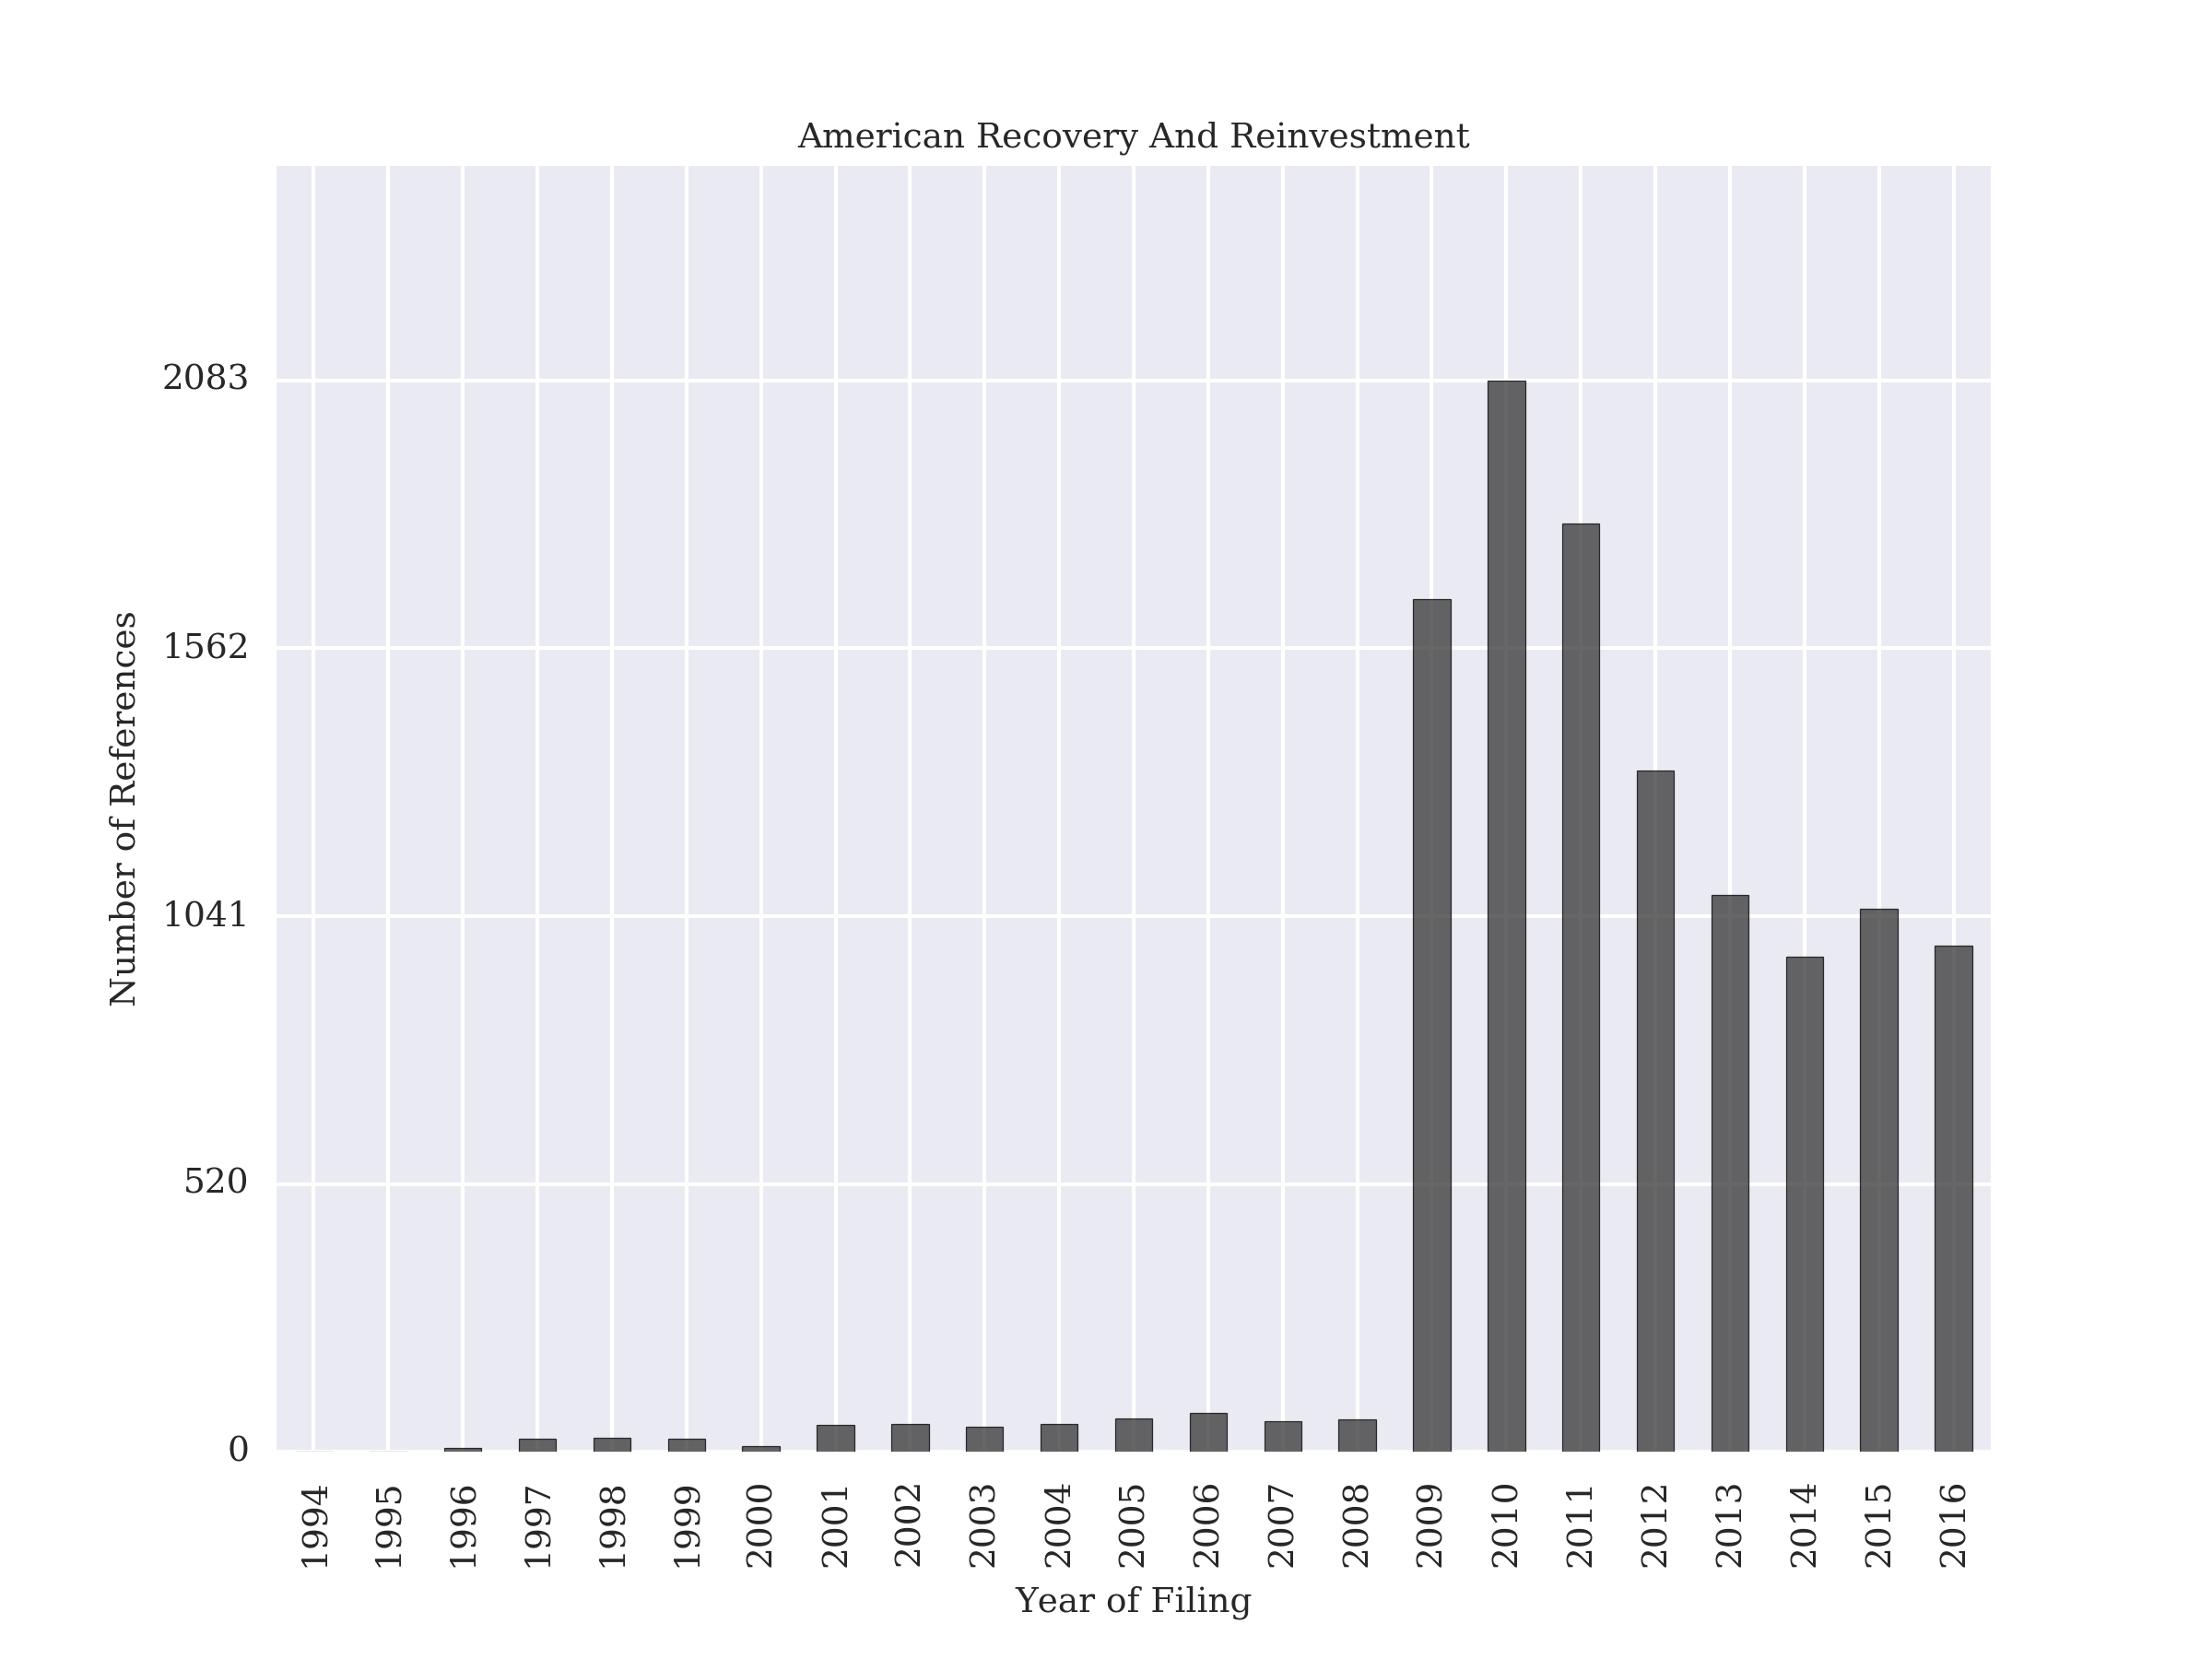 American Recovery And Reinvestment
2083
1562
1041
520
0
Number of References
1994 1995 1996 1997 1998 1999 2000 2001 2002 2003 2004 2005 2006 2007 2008 2009 2010 2011 2012 2013 2014 2015 2016
Year of Filing